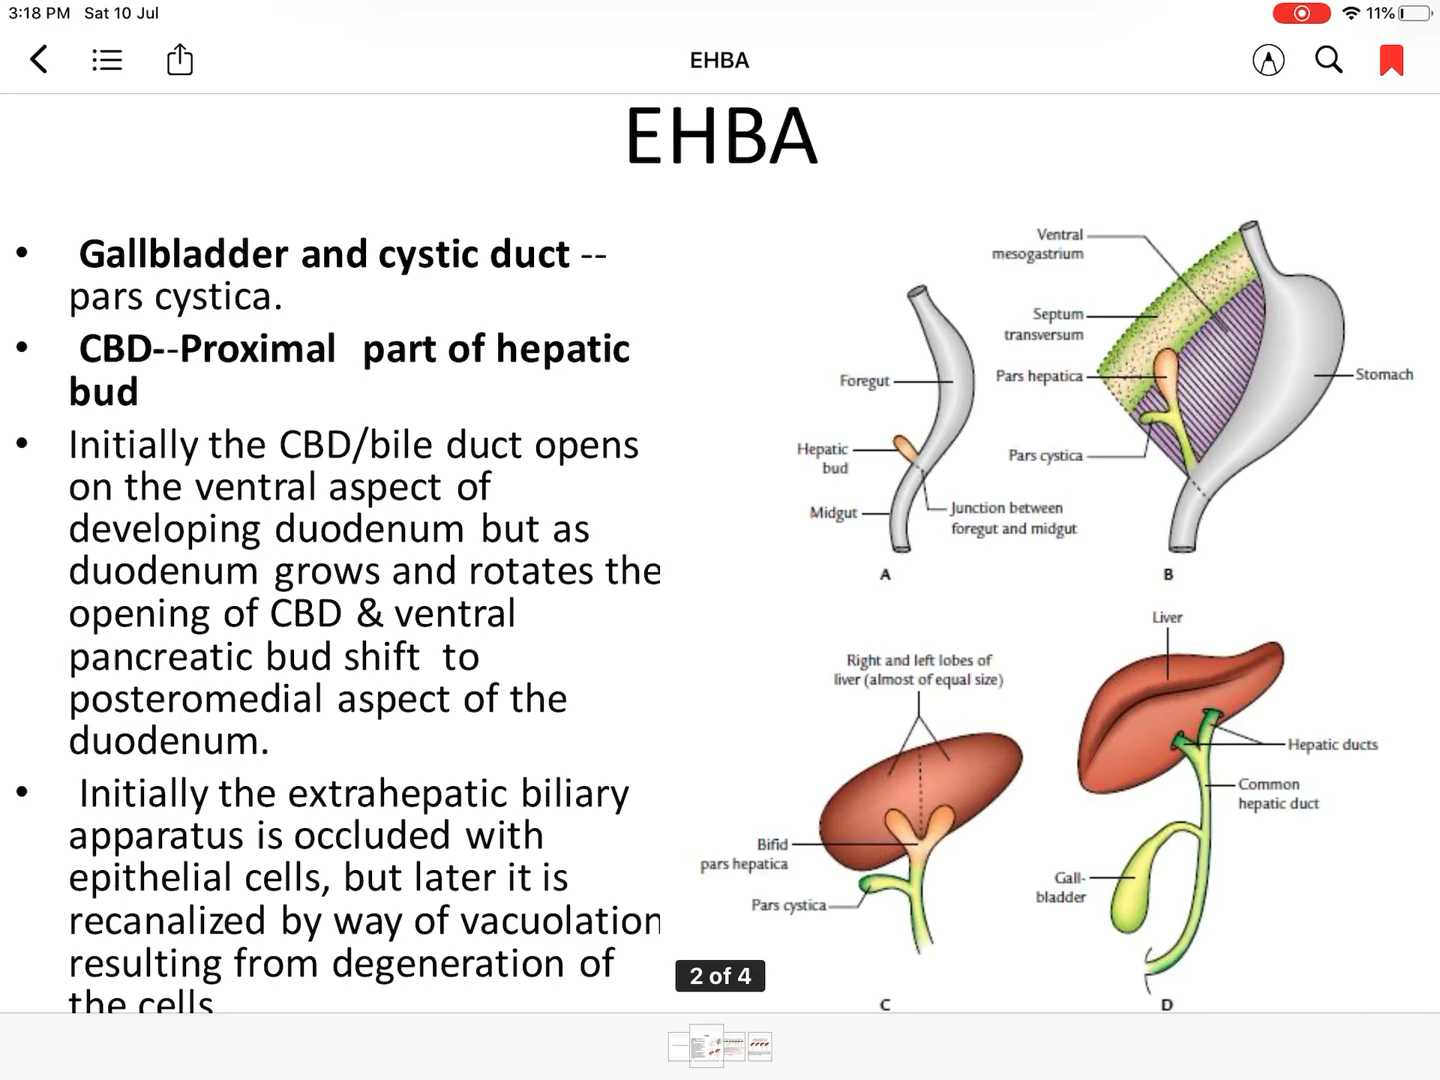 3:18 PM Sat 10 Jul
11%
EHBA
EHBA
• Gallbladder and cystic duct --
pars cystica.
• CBD--Proximal part of hepatic
bud
• Initially the CBD/bile duct opens
on the ventral aspect of
developing duodenum but as
duodenum grows and rotates the
opening of CBD & ventral
pancreatic bud shift to
posteromedial aspect of the
duodenum.
• Initially the extrahepatic biliary
apparatus is occluded with
epithelial cells, but later it is
recanalized by way of vacuolation
resulting from degeneration of
the cells
Foregut
Hepatic
bud
Midgut
Junction between
foregut and midgut
A
Ventral
mesogastrium
Septum
transversum
Pars hepatica
Pars cystica
Stomach
B
Right and left lobes of
liver (almost of equal size)
Bifid
pars hepatica
Pars cystica
C
Liver
Hepatic ducts
Common
hepatic duct
Gall-
bladder
D
2 of 4